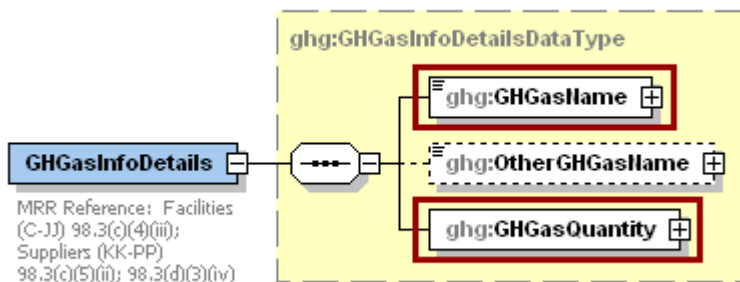 ghg:GHGasInfoDetailsDataType
ghg:GHGasName
GHGasInfoDetails
ghg:OtherGHGasName
MRR Reference: Facilities
(C-JJ) 98.3(c)(4)(iii);
Suppliers (KK-PP)
98.3(c)(5)(ii); 98.3(d)(3)(iv)
ghg:GHGasQuantity